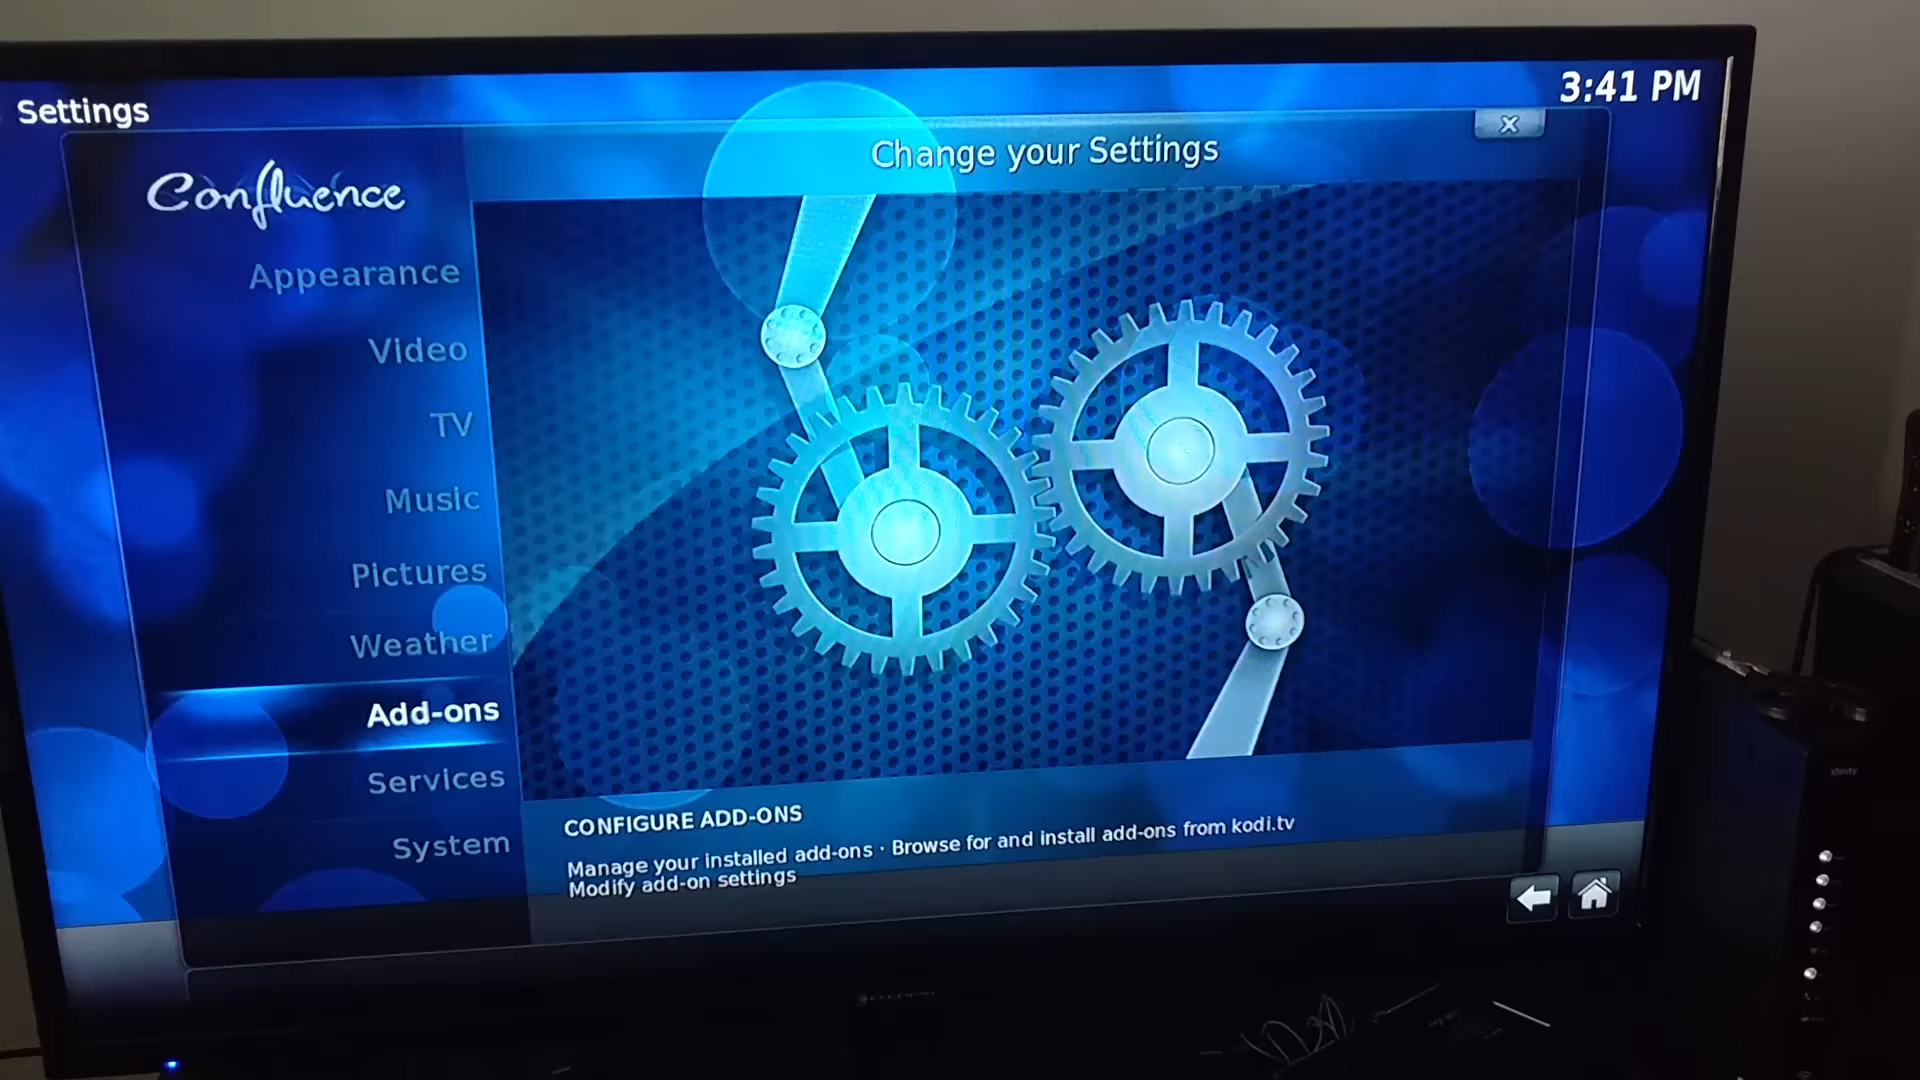 Settings
3:41 PM
Change your Settings
Confluence
Appearance
Video
TV
Music
Pictures
Weather
Add-ons
Services
System
CONFIGURE ADD-ONS
Manage your installed add-ons · Browse for and install add-ons from kodi.tv
Modify add-on settings
xfinity